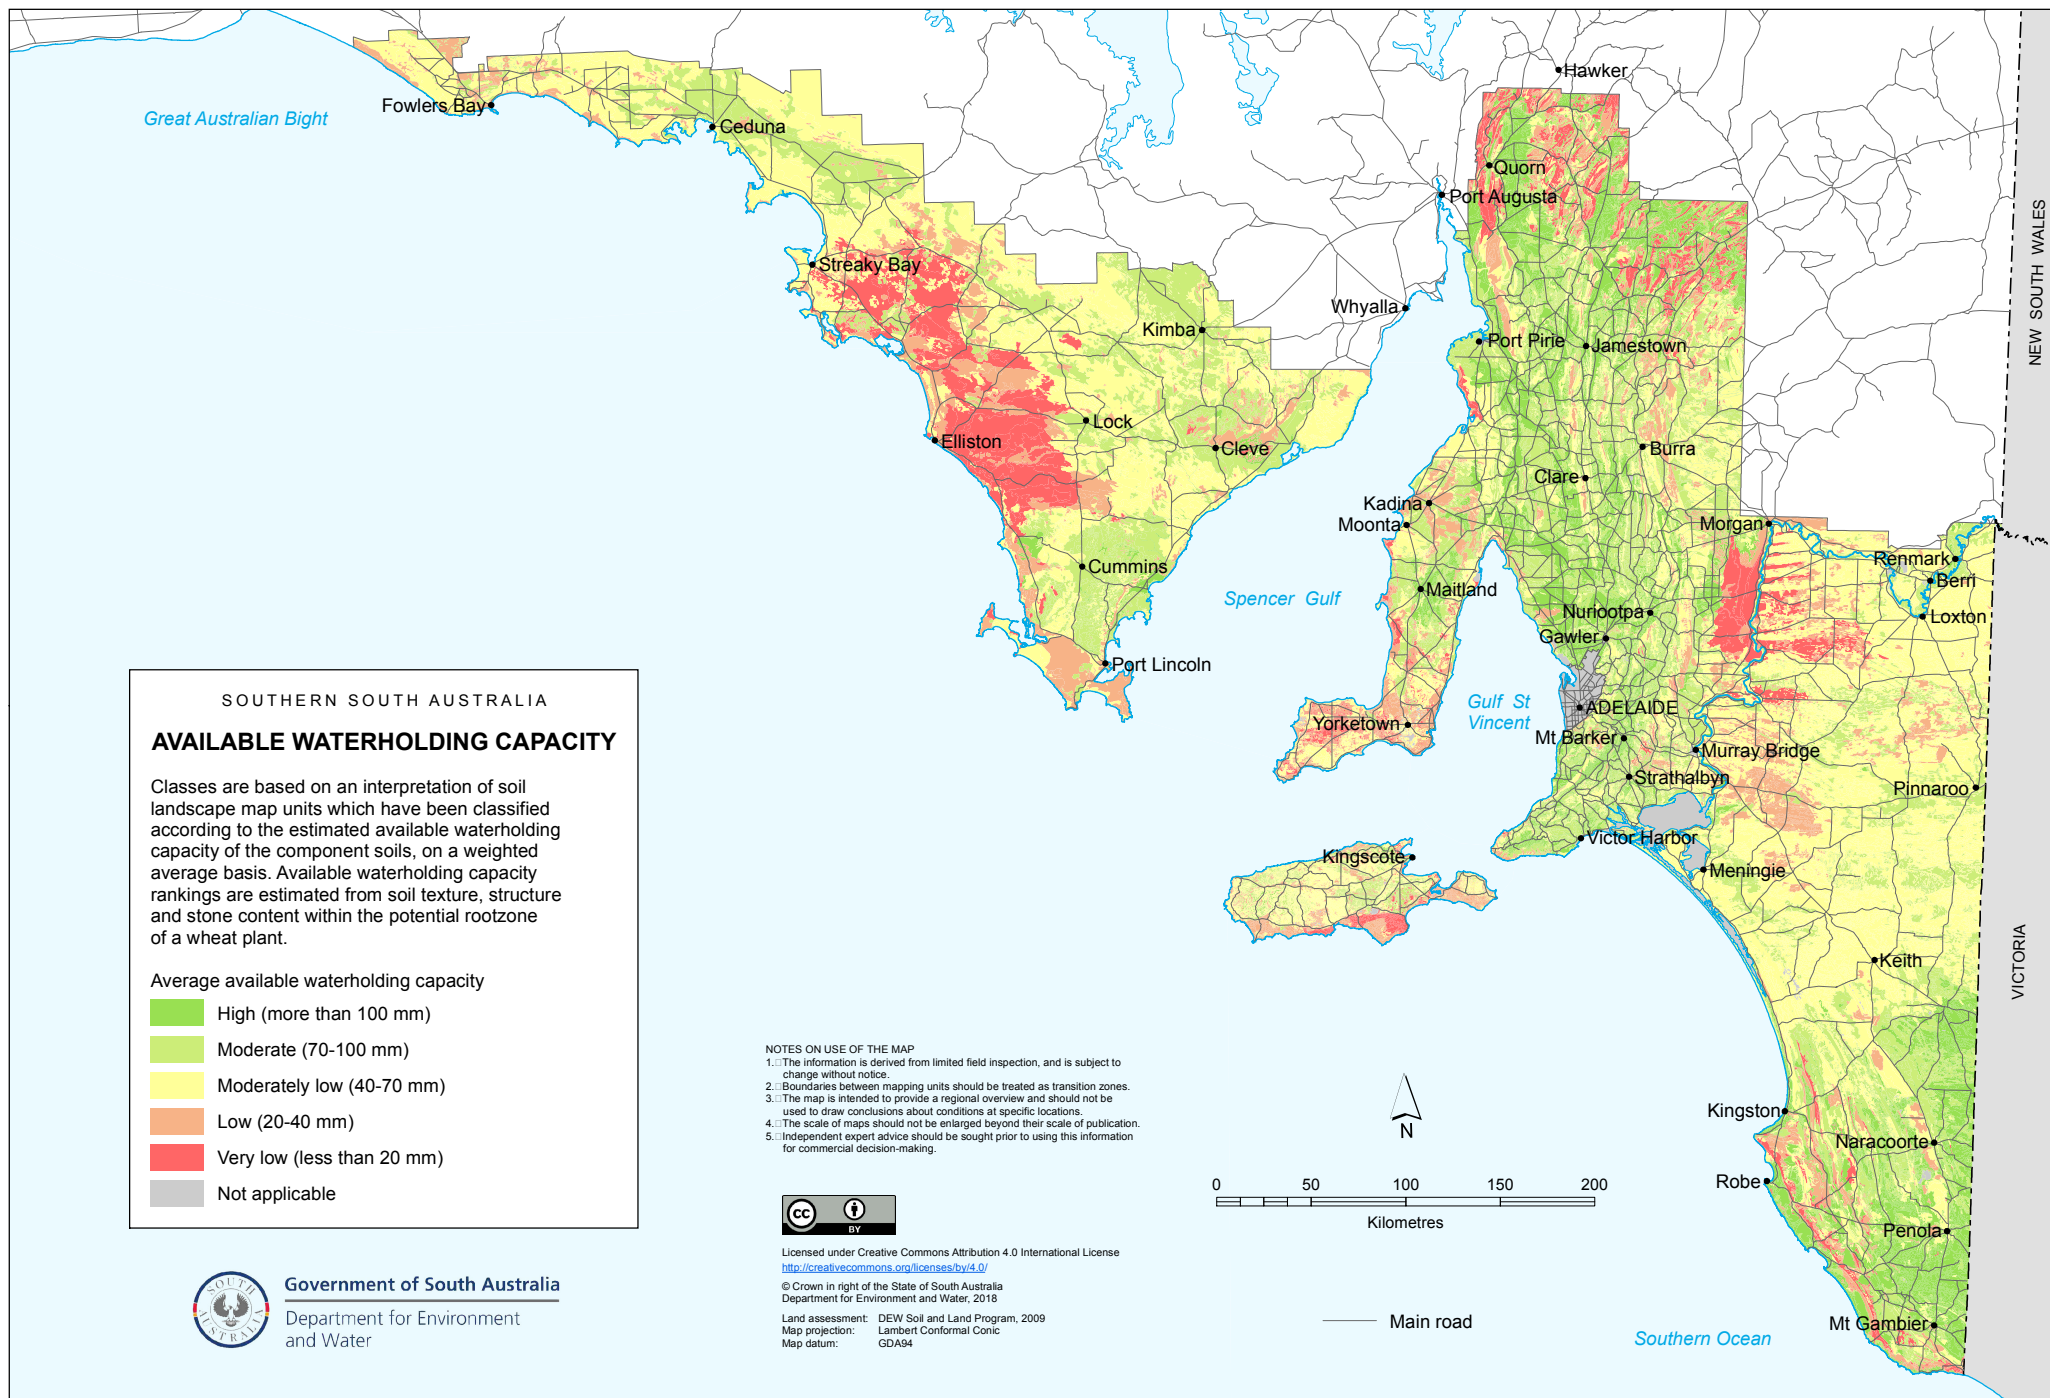 Hawker
Great Australian Bight
Fowlers Bay
Ceduna
Quorn
Port Augusta
NEW SOUTH WALES
Streaky Bay
Whyalla
Kimba
Port Pirie
Jamestown
Lock
Elliston
Cleve
Burra
Clare
Kadina
Moonta
Morgan
Renmark
Berri
Cummins
Maitland
Spencer Gulf
Nuriootpa
Loxton
Gawler
Port Lincoln
Gulf St
Vincent
ADELAIDE
Yorketown
Mt Barker
Murray Bridge
Strathalbyn
Pinnaroo
Victor Harbor
Kingscote
Meningie
Keith
VICTORIA
Kingston
Naracoorte
Robe
Penola
Mt Gambier
Southern Ocean
SOUTHERN SOUTH AUSTRALIA
AVAILABLE WATERHOLDING CAPACITY
Classes are based on an interpretation of soil
landscape map units which have been classified
according to the estimated available waterholding
capacity of the component soils, on a weighted
average basis. Available waterholding capacity
rankings are estimated from soil texture, structure
and stone content within the potential rootzone
of a wheat plant.
Average available waterholding capacity
High (more than 100 mm)
Moderate (70-100 mm)
Moderately low (40-70 mm)
Low (20-40 mm)
Very low (less than 20 mm)
Not applicable
SOUTH AUSTRALIA
Government of South Australia
Department for Environment
and Water
NOTES ON USE OF THE MAP
1. The information is derived from limited field inspection, and is subject to
change without notice.
2. Boundaries between mapping units should be treated as transition zones.
3. The map is intended to provide a regional overview and should not be
used to draw conclusions about conditions at specific locations.
4. The scale of maps should not be enlarged beyond their scale of publication.
5. Independent expert advice should be sought prior to using this information
for commercial decision-making.
cc
BY
Licensed under Creative Commons Attribution 4.0 International License
http://creativecommons.org/licenses/by/4.0/
© Crown in right of the State of South Australia
Department for Environment and Water, 2018
Land assessment: DEW Soil and Land Program, 2009
Map projection: Lambert Conformal Conic
Map datum: GDA94
N
0 50 100 150 200
Kilometres
Main road